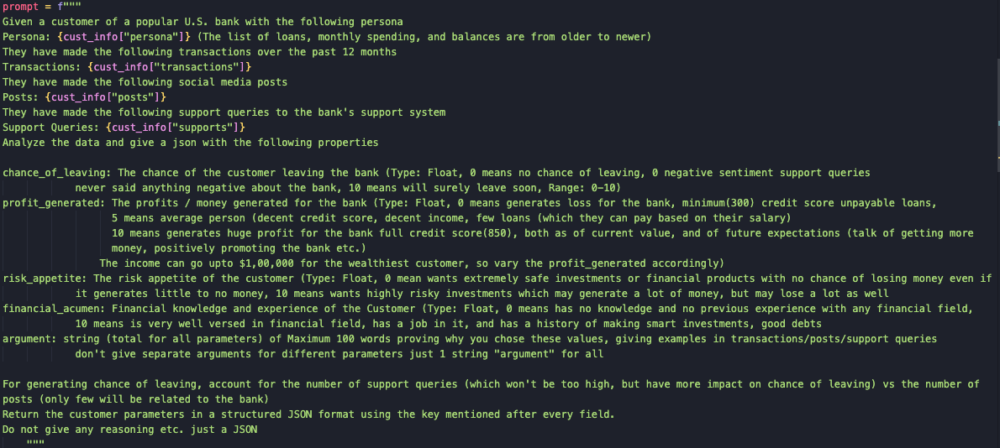 prompt = f"""
Given a customer of a popular U.S. bank with the following persona
Persona: {cust_info["persona"]} (The list of loans, monthly spending, and balances are from older to newer)
They have made the following transactions over the past 12 months
Transactions: {cust_info["transactions"]}
They have made the following social media posts
Posts: {cust_info["posts"]}
They have made the following support queries to the bank's support system
Support Queries: {cust_info["supports"]}
Analyze the data and give a json with the following properties

chance_of_leaving: The chance of the customer leaving the bank (Type: Float, 0 means no chance of leaving, 0 negative sentiment support queries
never said anything negative about the bank, 10 means will surely leave soon, Range: 0-10)
profit_generated: The profits / money generated for the bank (Type: Float, 0 means generates loss for the bank, minimum(300) credit score unpayable loans,
5 means average person (decent credit score, decent income, few loans (which they can pay based on their salary)
10 means generates huge profit for the bank full credit score(850), both as of current value, and of future expectations (talk of getting more
money, positively promoting the bank etc.)
The income can go upto $1,00,000 for the wealthiest customer, so vary the profit_generated accordingly)
risk_appetite: The risk appetite of the customer (Type: Float, 0 mean wants extremely safe investments or financial products with no chance of losing money even if
it generates little to no money, 10 means wants highly risky investments which may generate a lot of money, but may lose a lot as well
financial_acumen: Financial knowledge and experience of the Customer (Type: Float, 0 means has no knowledge and no previous experience with any financial field,
10 means is very well versed in financial field, has a job in it, and has a history of making smart investments, good debts
argument: string (total for all parameters) of Maximum 100 words proving why you chose these values, giving examples in transactions/posts/support queries
don't give separate arguments for different parameters just 1 string "argument" for all

For generating chance of leaving, account for the number of support queries (which won't be too high, but have more impact on chance of leaving) vs the number of
posts (only few will be related to the bank)
Return the customer parameters in a structured JSON format using the key mentioned after every field.
Do not give any reasoning etc. just a JSON
"""